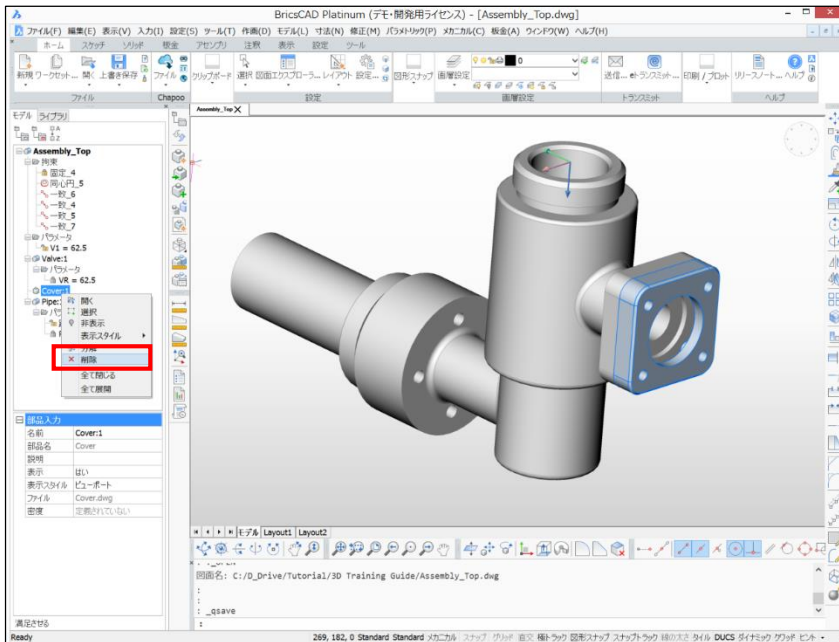 BricsCAD Platinum (デモ・開発用ライセンス) - [Assembly_Top.dwg]
ファイル(F) 編集(E) 表示(V) 入力(I) 設定(S) ツール(T) 作画(D) モデル(L) 寸法(N) 修正(M) パラメトリック(P) メカニカル(C) 板金(A) ウインドウ(W) ヘルプ(H)
ホーム スケッチ ソリッド 板金 アセンブリ 注釈 表示 設定 ツール
0
新規 ワークセット... 開く 上書き保存 ファイル クリップボード 選択 図面エクスプローラ... レイアウト 設定... 図形スナップ 画層設定 送信... eトランスミット... 印刷 / プロット リリースノート... ヘルプ
ファイル Chapoo 設定 画層設定 トランスミット ヘルプ
モデル ライブラリ
Assembly_Top X
Assembly_Top
拘束
固定_4
同心円_5
一致_6
一致_4
一致_5
一致_7
パラメータ
V1 = 62.5
Valve:1
パラメータ
VR = 62.5
Cover:1
Pipe:
開く
選択
非表示
表示スタイル
分解
削除
全て閉じる
全て展開
部品入力
名前 Cover:1
部品名 Cover
説明
表示 はい
表示スタイル ビューポート
ファイル Cover.dwg
密度 定義されていない
モデル Layout1 Layout2
: _OPEN
図面名: C:/D_Drive/Tutorial/3D Training Guide/Assembly_Top.dwg
:
:
: _qsave
:
満足させる
Ready 269, 182, 0 Standard Standard メカニカル スナップ グリッド 直交 極トラック 図形スナップ スナップトラック 線の太さ タイル DUCS ダイナミック クワッド ヒント